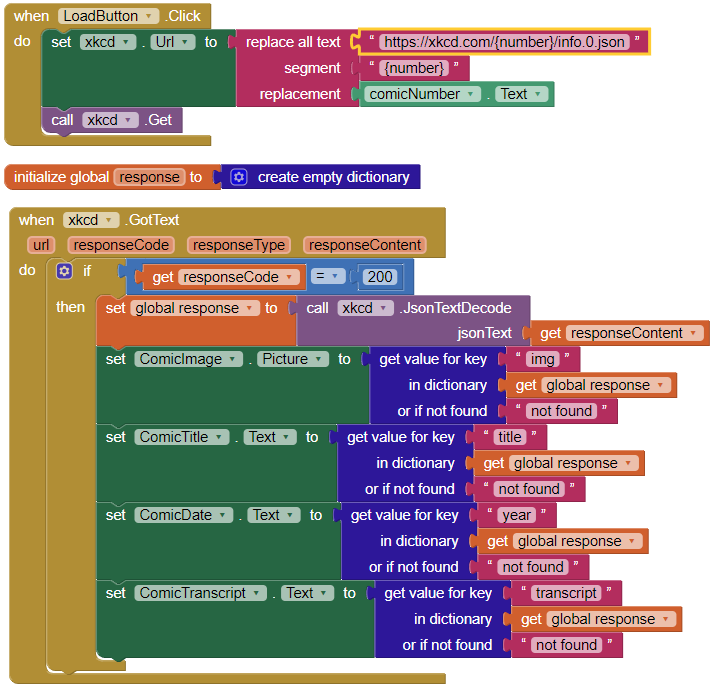 when LoadButton .Click
do set xkcd . Url to replace all text “ https://xkcd.com/{number}/info.0.json ”
segment “ {number} ”
replacement comicNumber . Text
call xkcd .Get
initialize global response to create empty dictionary
when xkcd .GotText
url responseCode responseType responseContent
do if get responseCode = 200
then set global response to call xkcd .JsonTextDecode
jsonText get responseContent
set ComicImage . Picture to get value for key “ img ”
in dictionary get global response
or if not found “ not found ”
set ComicTitle . Text to get value for key “ title ”
in dictionary get global response
or if not found “ not found ”
set ComicDate . Text to get value for key “ year ”
in dictionary get global response
or if not found “ not found ”
set ComicTranscript . Text to get value for key “ transcript ”
in dictionary get global response
or if not found “ not found ”